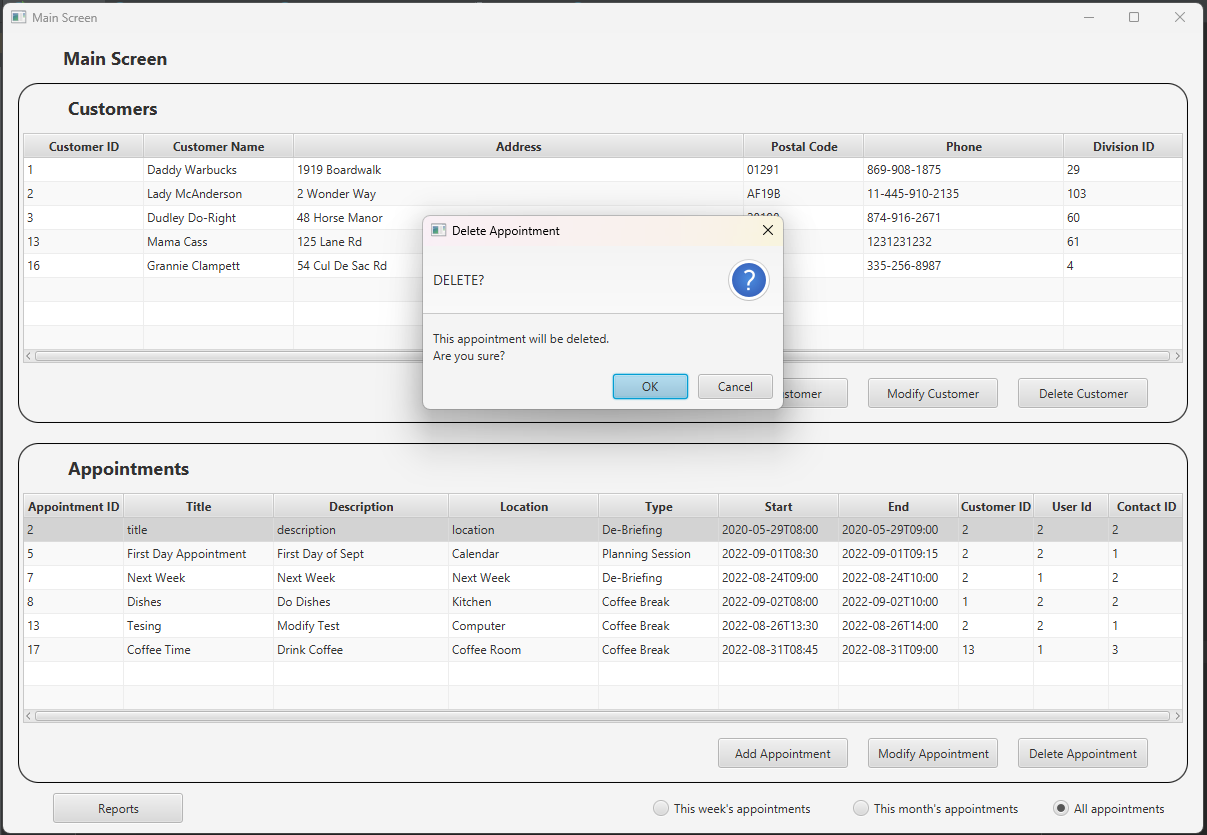 Main Screen
Main Screen
Customers
Customer ID Customer Name Address Postal Code Phone Division ID
1 Daddy Warbucks 1919 Boardwalk 01291 869-908-1875 29
2 Lady McAnderson 2 Wonder Way AF19B 11-445-910-2135 103
3 Dudley Do-Right 48 Horse Manor 874-916-2671 60
13 Mama Cass 125 Lane Rd 1231231232 61
16 Grannie Clampett 54 Cul De Sac Rd 335-256-8987 4
Delete Appointment
DELETE?
This appointment will be deleted.
Are you sure?
OK Cancel
Modify Customer Delete Customer
Appointments
Appointment ID Title Description Location Type Start End Customer ID User Id Contact ID
2 title description location De-Briefing 2020-05-29T08:00 2020-05-29T09:00 2 2 2
5 First Day Appointment First Day of Sept Calendar Planning Session 2022-09-01T08:30 2022-09-01T09:15 2 2 1
7 Next Week Next Week Next Week De-Briefing 2022-08-24T09:00 2022-08-24T10:00 2 1 2
8 Dishes Do Dishes Kitchen Coffee Break 2022-09-02T08:00 2022-09-02T10:00 1 2 2
13 Tesing Modify Test Computer Coffee Break 2022-08-26T13:30 2022-08-26T14:00 2 2 1
17 Coffee Time Drink Coffee Coffee Room Coffee Break 2022-08-31T08:45 2022-08-31T09:00 13 1 3
Add Appointment Modify Appointment Delete Appointment
Reports This week's appointments This month's appointments All appointments